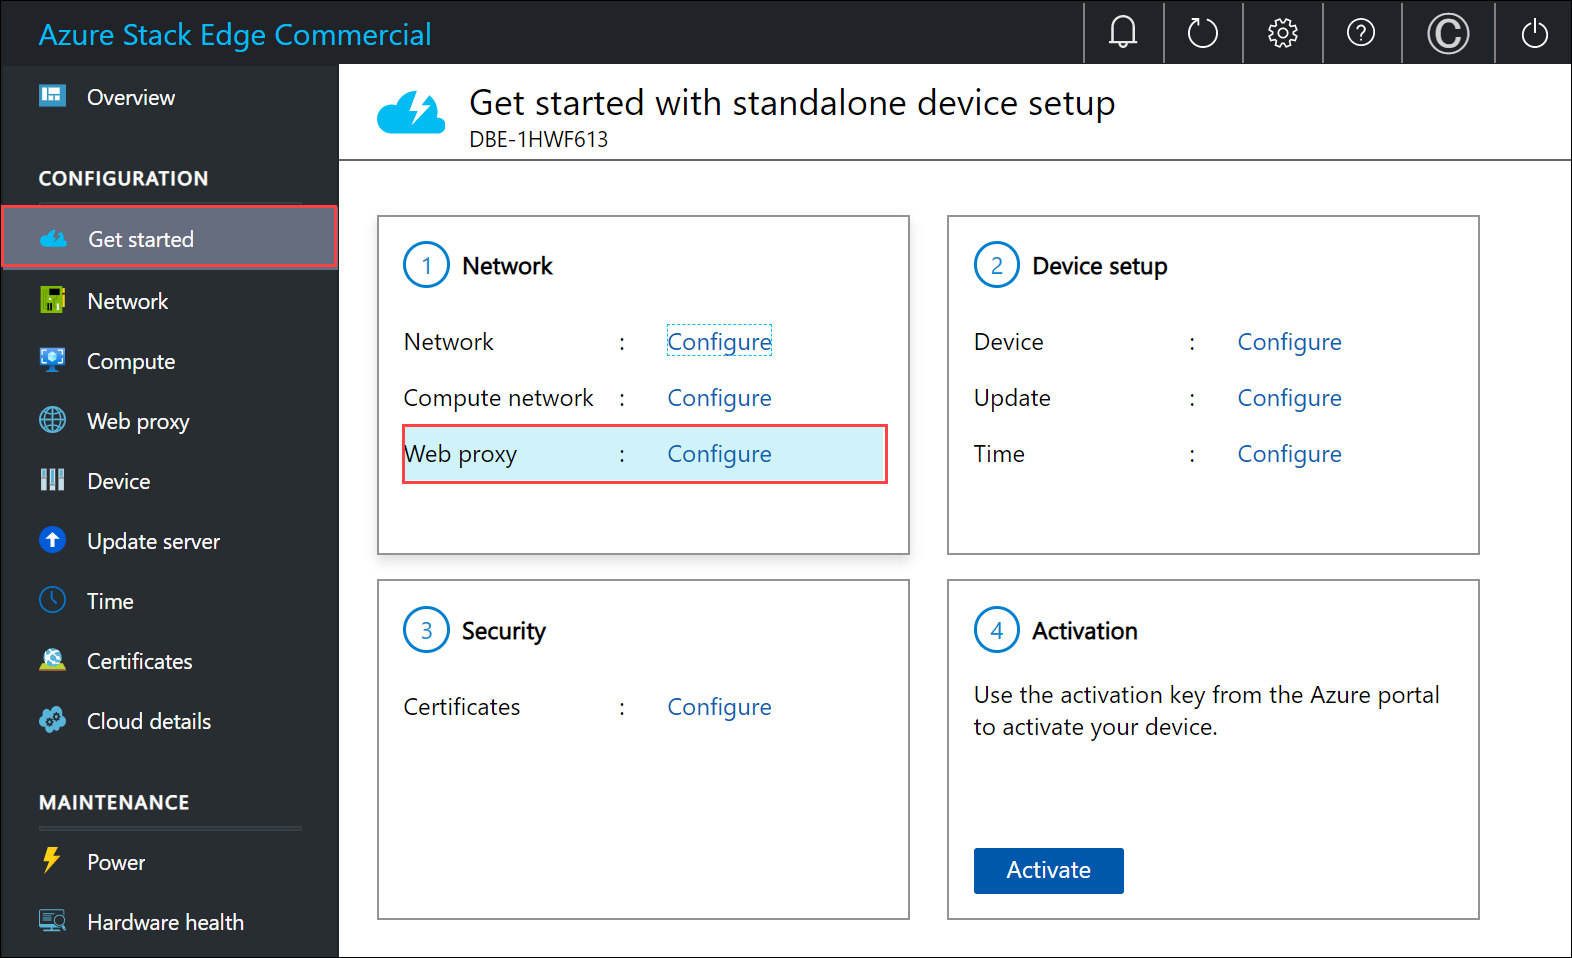 Azure Stack Edge Commercial
Overview
CONFIGURATION
Get started
Network
Compute
Web proxy
Device
Update server
Time
Certificates
Cloud details
MAINTENANCE
Power
Hardware health
Get started with standalone device setup
DBE-1HWF613
1 Network
Network : Configure
Compute network : Configure
Web proxy : Configure
2 Device setup
Device : Configure
Update : Configure
Time : Configure
3 Security
Certificates : Configure
4 Activation
Use the activation key from the Azure portal
to activate your device.
Activate